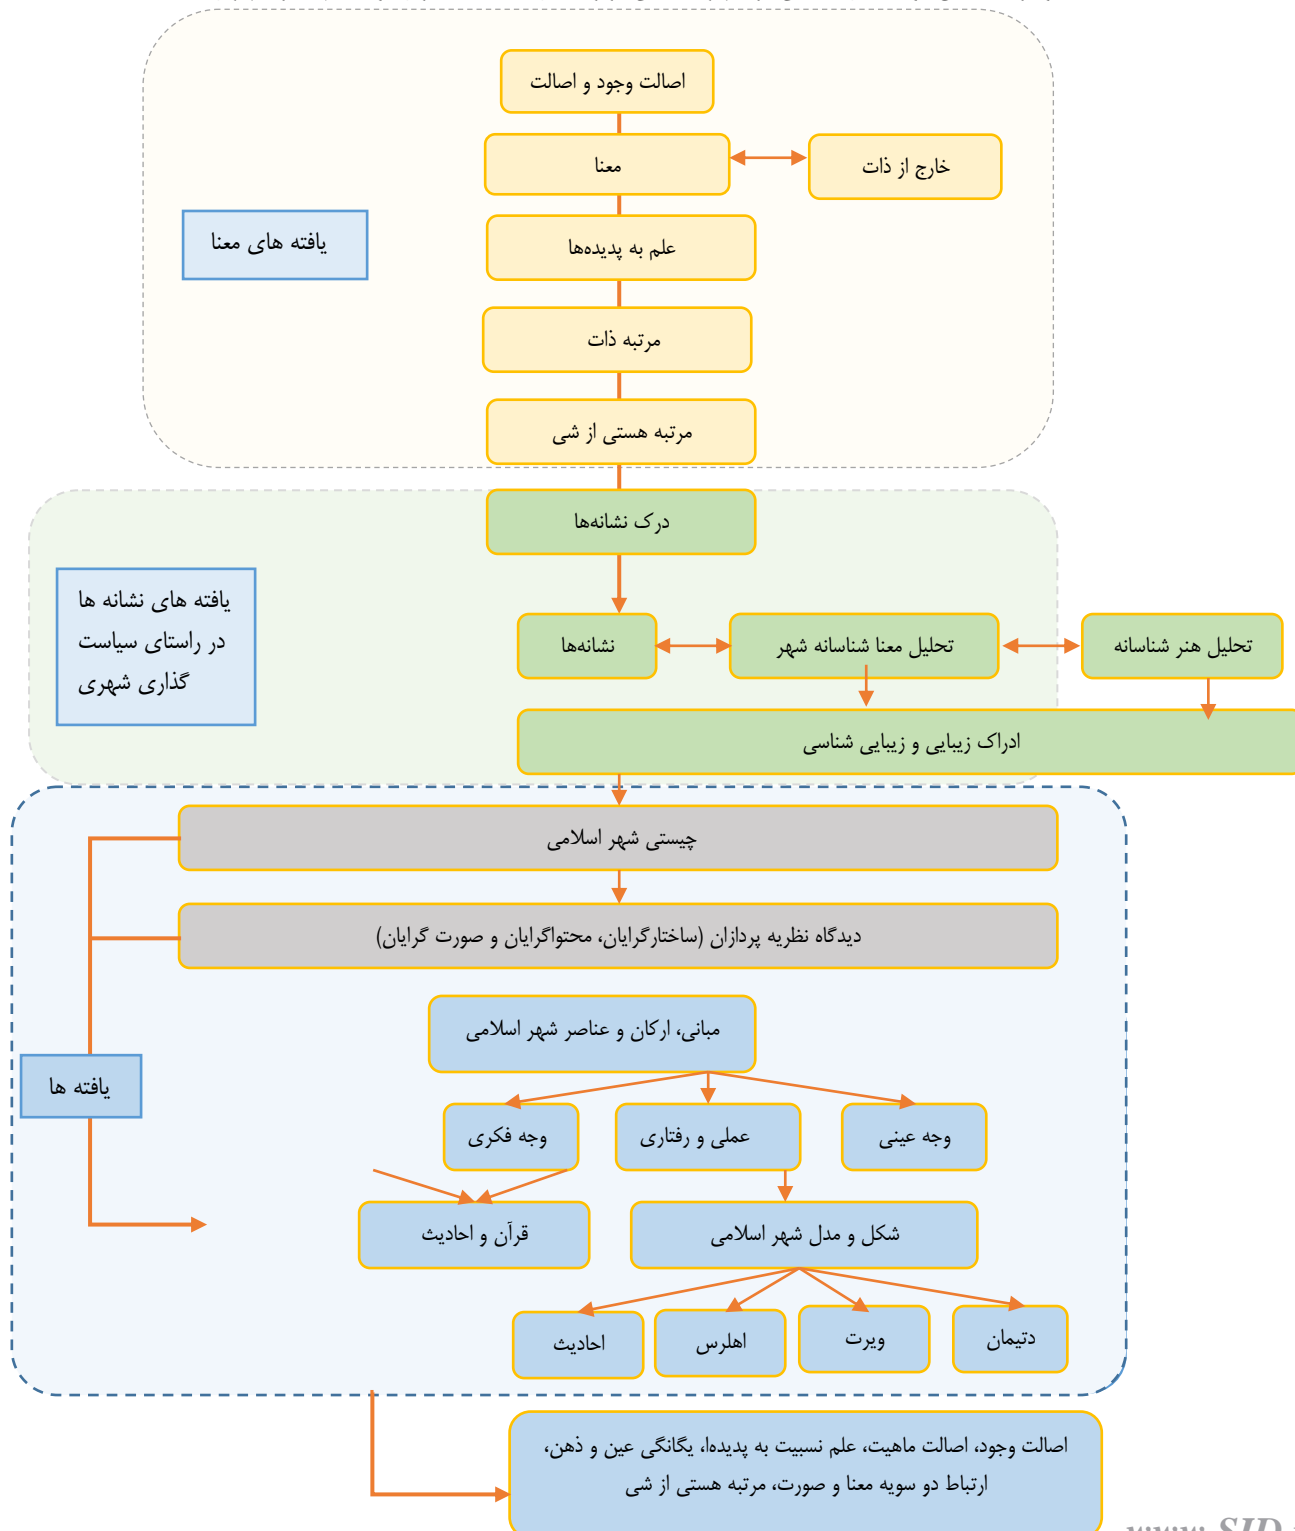 اصالت وجود و اصالت
معنا
خارج از ذات
یافته های معنا
علم به پدیده‌ها
مرتبه ذات
مرتبه هستی از شی
درک نشانه‌ها
یافته های نشانه ها
در راستای سیاست
گذاری شهری
تحلیل هنر شناسانه
تحلیل معنا شناسانه شهر
نشانه‌ها
ادراک زیبایی و زیبایی شناسی
چیستی شهر اسلامی
دیدگاه نظریه پردازان (ساختارگرایان، محتواگرایان و صورت گرایان)
مبانی، ارکان و عناصر شهر اسلامی
یافته ها
وجه عینی
عملی و رفتاری
وجه فکری
شکل و مدل شهر اسلامی
قرآن و احادیث
دتیمان
ویرت
اهلرس
احادیث
اصالت وجود، اصالت ماهیت، علم نسبیت به پدیدها، یگانگی عین و ذهن،
ارتباط دو سویه معنا و صورت، مرتبه هستی از شی